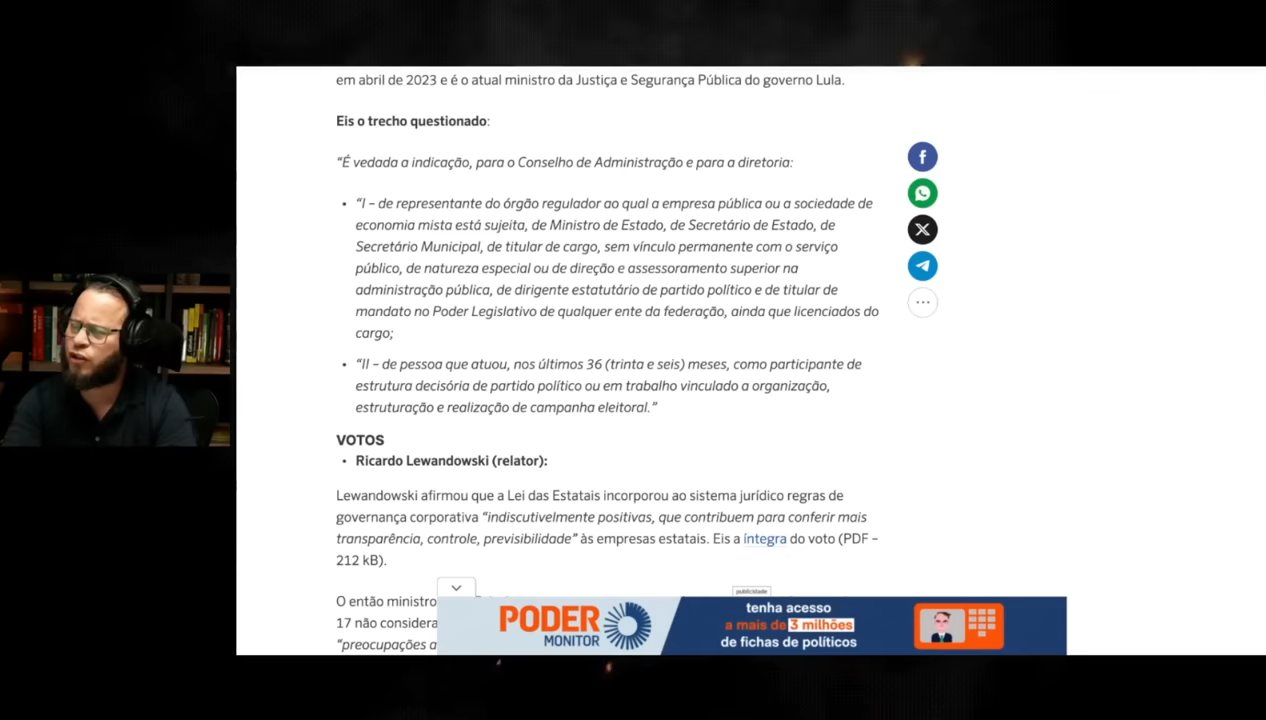 em abril de 2023 e é o atual ministro da Justiça e Segurança Pública do governo Lula.
Eis o trecho questionado:
“É vedada a indicação, para o Conselho de Administração e para a diretoria:
• “I – de representante do órgão regulador ao qual a empresa pública ou a sociedade de
economia mista está sujeita, de Ministro de Estado, de Secretário de Estado, de
Secretário Municipal, de titular de cargo, sem vínculo permanente com o serviço
público, de natureza especial ou de direção e assessoramento superior na
administração pública, de dirigente estatutário de partido político e de titular de
mandato no Poder Legislativo de qualquer ente da federação, ainda que licenciados do
cargo;
• “II – de pessoa que atuou, nos últimos 36 (trinta e seis) meses, como participante de
estrutura decisória de partido político ou em trabalho vinculado a organização,
estruturação e realização de campanha eleitoral.”
VOTOS
• Ricardo Lewandowski (relator):
Lewandowski afirmou que a Lei das Estatais incorporou ao sistema jurídico regras de
governança corporativa “indiscutivelmente positivas, que contribuem para conferir mais
transparência, controle, previsibilidade” às empresas estatais. Eis a íntegra do voto (PDF –
212 kB).
O então ministro
17 não considera
“preocupações a
publicidade
PODER
MONITOR
tenha acesso
a mais de 3 milhões
de fichas de políticos